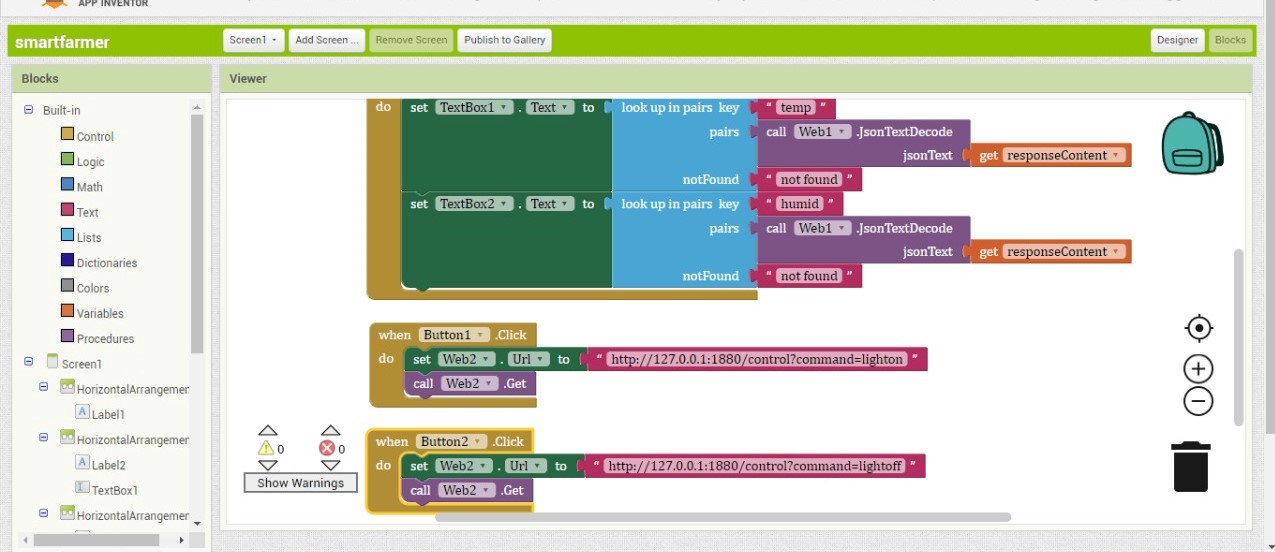 APP INVENTOR
smartfarmer Screen1 Add Screen ... Remove Screen Publish to Gallery Designer Blocks
Blocks Viewer
Built-in
Control
Logic
Math
Text
Lists
Dictionaries
Colors
Variables
Procedures
Screen1
HorizontalArrangemen
Label1
HorizontalArrangemen
Label2
TextBox1
HorizontalArrangemen
do set TextBox1 . Text to look up in pairs key " temp "
pairs call Web1 .JsonTextDecode
jsonText get responseContent
notFound " not found "
set TextBox2 . Text to look up in pairs key " humid "
pairs call Web1 .JsonTextDecode
jsonText get responseContent
notFound " not found "
when Button1 .Click
do set Web2 . Url to " http://127.0.0.1:1880/control?command=lighton "
call Web2 .Get
when Button2 .Click
do set Web2 . Url to " http://127.0.0.1:1880/control?command=lightoff "
call Web2 .Get
0 0
Show Warnings